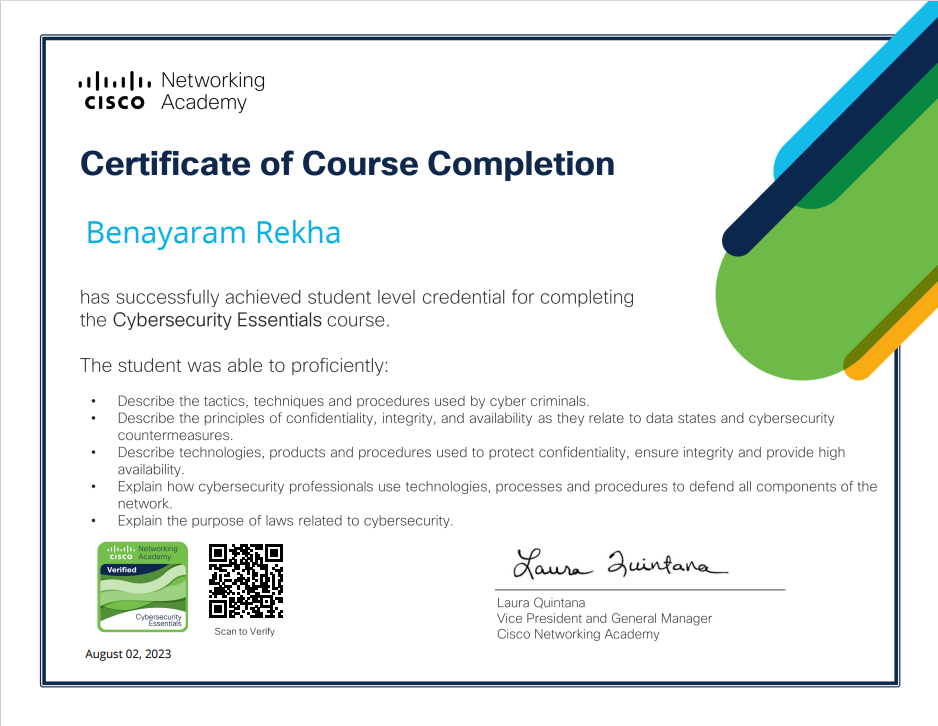 Networking
CISCO Academy
Certificate of Course Completion
Benayaram Rekha
has successfully achieved student level credential for completing
the Cybersecurity Essentials course.
The student was able to proficiently:
• Describe the tactics, techniques and procedures used by cyber criminals.
• Describe the principles of confidentiality, integrity, and availability as they relate to data states and cybersecurity
countermeasures.
• Describe technologies, products and procedures used to protect confidentiality, ensure integrity and provide high
availability.
• Explain how cybersecurity professionals use technologies, processes and procedures to defend all components of the
network.
• Explain the purpose of laws related to cybersecurity.
Networking
CISCO Academy
Verified
Cybersecurity
Essentials
Scan to Verify
August 02, 2023
Laura Quintana
Laura Quintana
Vice President and General Manager
Cisco Networking Academy